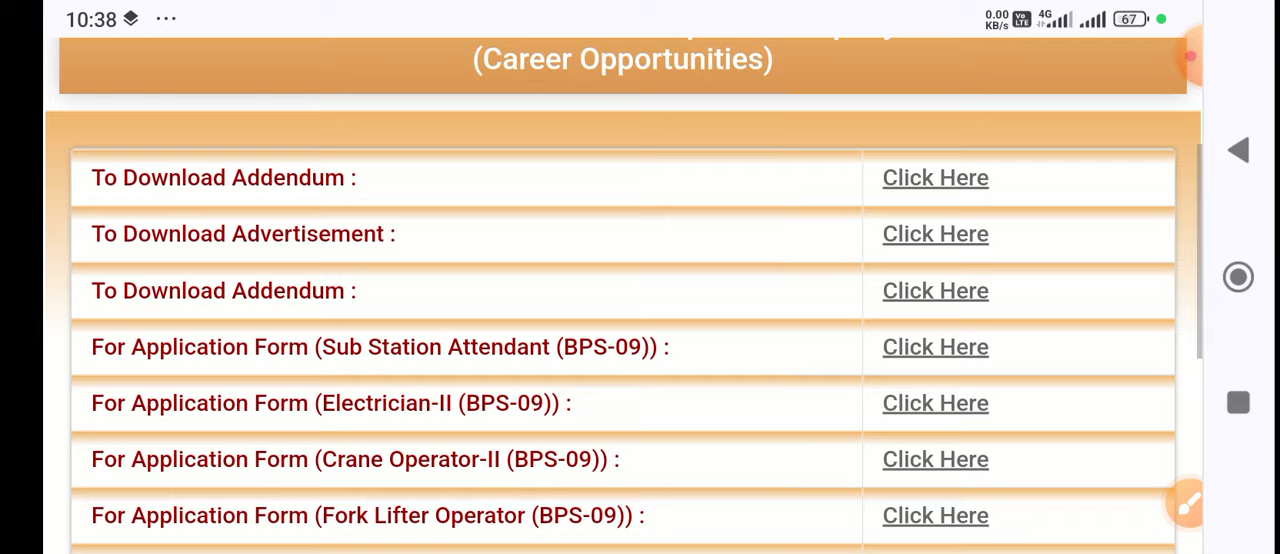 10:38 ...
0.00 KB/s Vo LTE 4G 67
(Career Opportunities)
To Download Addendum : Click Here
To Download Advertisement : Click Here
To Download Addendum : Click Here
For Application Form (Sub Station Attendant (BPS-09)) : Click Here
For Application Form (Electrician-II (BPS-09)) : Click Here
For Application Form (Crane Operator-II (BPS-09)) : Click Here
For Application Form (Fork Lifter Operator (BPS-09)) : Click Here